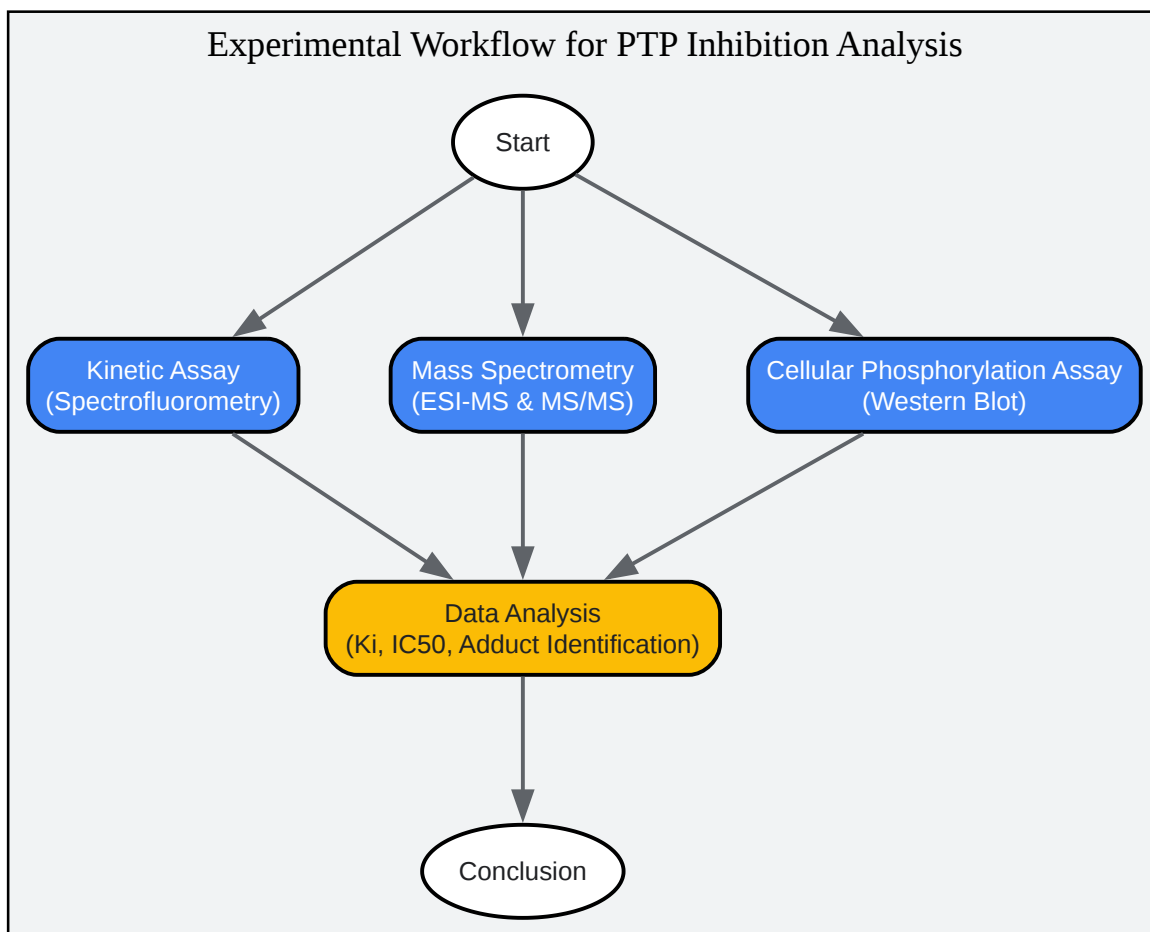 Experimental Workflow for PTP Inhibition Analysis
Start
Kinetic Assay
(Spectrofluorometry)
Mass Spectrometry
(ESI-MS & MS/MS)
Cellular Phosphorylation Assay
(Western Blot)
Data Analysis
(Ki, IC50, Adduct Identification)
Conclusion